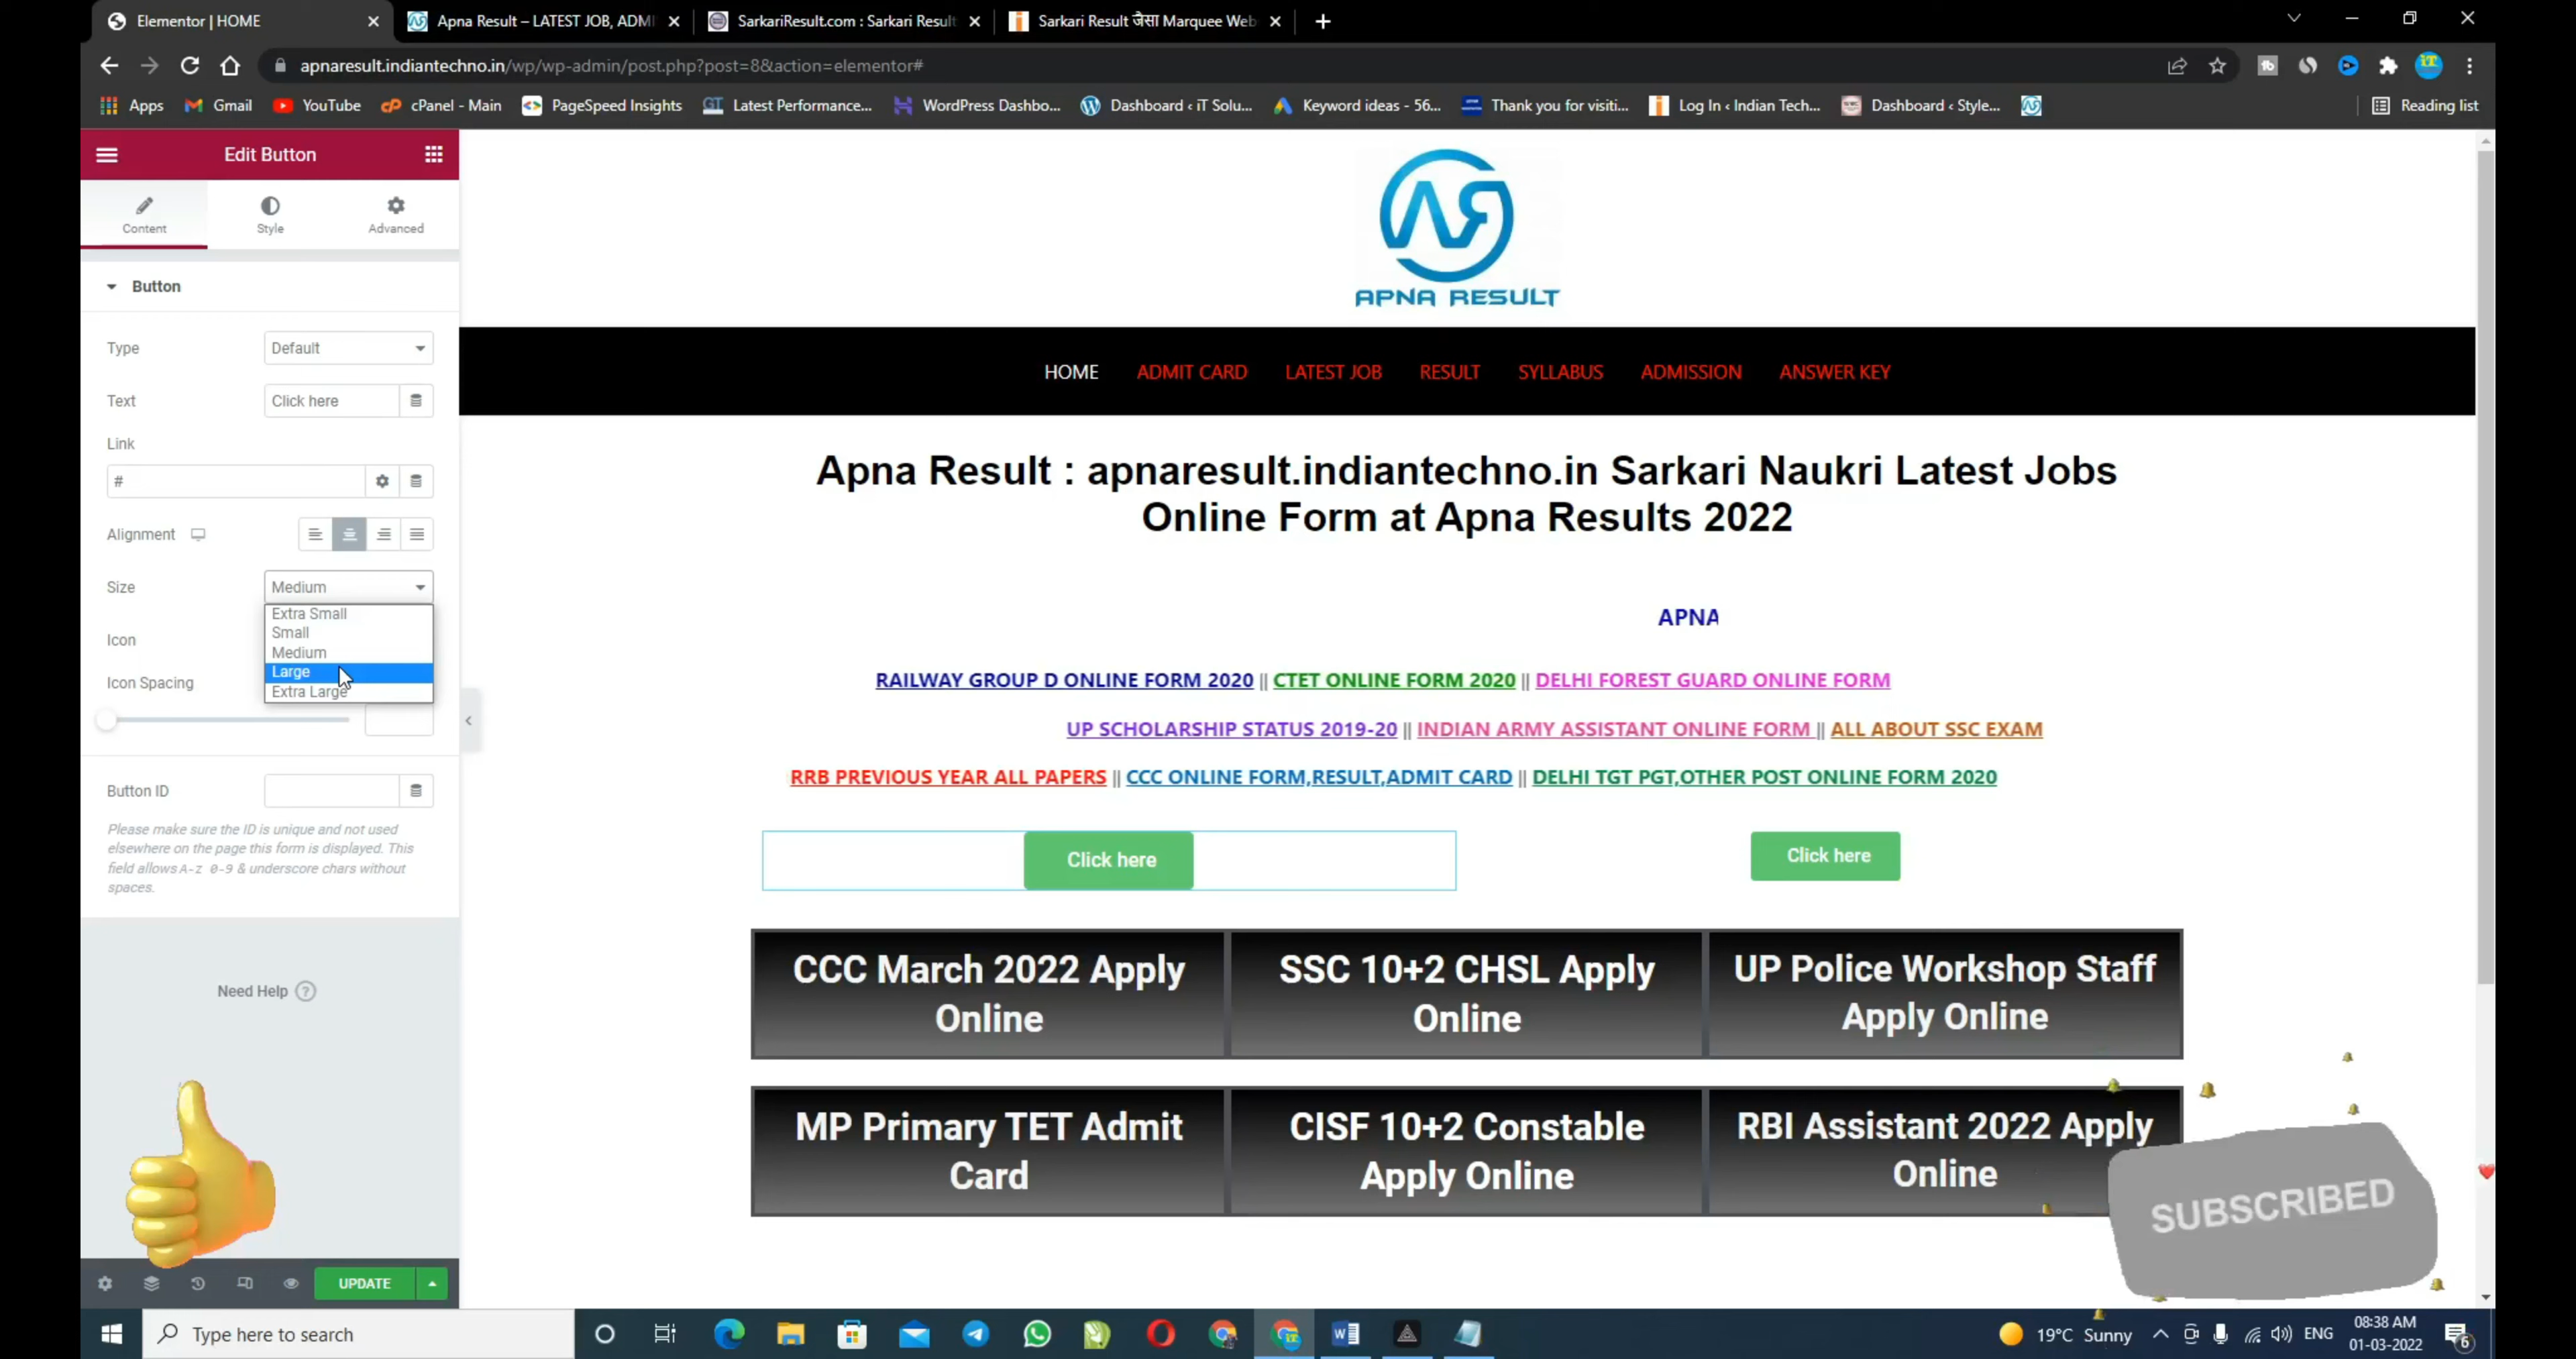 Elementor | HOME
Apna Result – LATEST JOB, ADMI
SarkariResult.com : Sarkari Result
Sarkari Result जैसा Marquee Web
apnaresult.indiantechno.in/wp/wp-admin/post.php?post=8&action=elementor#
Apps
Gmail
YouTube
cPanel - Main
PageSpeed Insights
Latest Performance...
WordPress Dashbo...
Dashboard ‹ iT Solu...
Keyword ideas - 56...
Thank you for visiti...
Log In ‹ Indian Tech...
Dashboard ‹ Style...
Reading list
Edit Button
Content
Style
Advanced
Button
Type
Default
Text
Click here
Link
#
Alignment
Size
Medium
Extra Small
Small
Medium
Large
Extra Large
Icon
Icon Spacing
Button ID
Please make sure the ID is unique and not used
elsewhere on the page this form is displayed. This
field allows A-z 0-9 & underscore chars without
spaces.
Need Help ?
UPDATE
APNA RESULT
HOME
ADMIT CARD
LATEST JOB
RESULT
SYLLABUS
ADMISSION
ANSWER KEY
Apna Result : apnaresult.indiantechno.in Sarkari Naukri Latest Jobs
Online Form at Apna Results 2022
APNA
RAILWAY GROUP D ONLINE FORM 2020 || CTET ONLINE FORM 2020 || DELHI FOREST GUARD ONLINE FORM
UP SCHOLARSHIP STATUS 2019-20 || INDIAN ARMY ASSISTANT ONLINE FORM || ALL ABOUT SSC EXAM
RRB PREVIOUS YEAR ALL PAPERS || CCC ONLINE FORM,RESULT,ADMIT CARD || DELHI TGT PGT,OTHER POST ONLINE FORM 2020
Click here
Click here
CCC March 2022 Apply
Online
SSC 10+2 CHSL Apply
Online
UP Police Workshop Staff
Apply Online
MP Primary TET Admit
Card
CISF 10+2 Constable
Apply Online
RBI Assistant 2022 Apply
Online
SUBSCRIBED
Type here to search
19°C Sunny
ENG
08:38 AM
01-03-2022
6